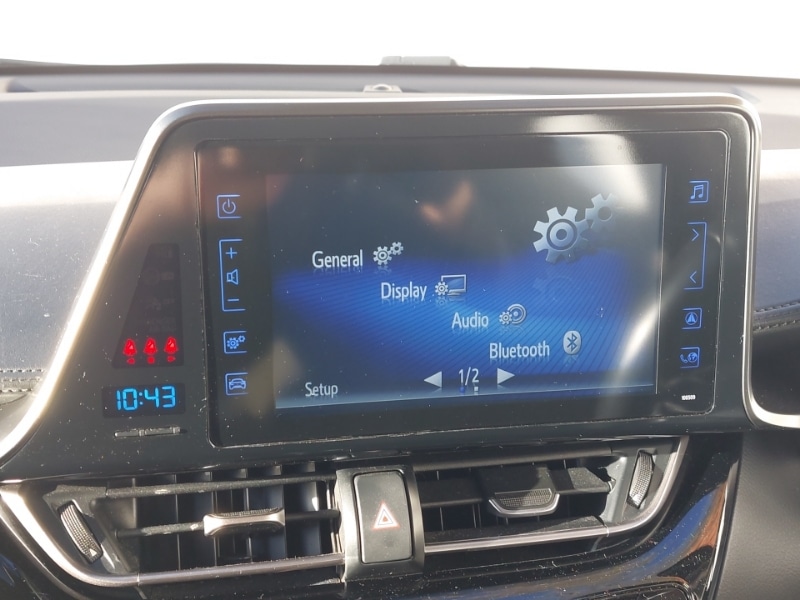 General
Display
Audio
Bluetooth
Setup
1/2
10:43